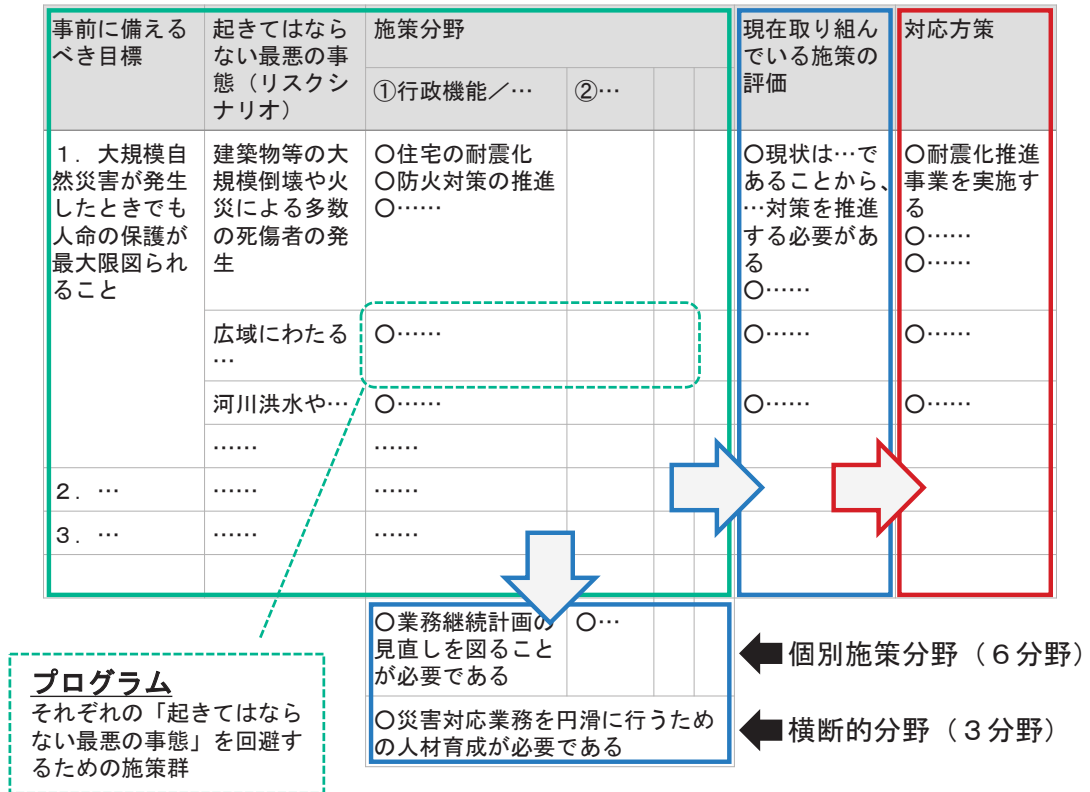 事前に備える
べき目標
起きてはなら
ない最悪の事
態（リスクシ
ナリオ）
施策分野
①行政機能／…
②…
現在取り組ん
でいる施策の
評価
対応方策
１．大規模自
然災害が発生
したときでも
人命の保護が
最大限図られ
ること
建築物等の大
規模倒壊や火
災による多数
の死傷者の発
生
〇住宅の耐震化
〇防火対策の推進
〇……
〇現状は…で
あることから、
…対策を推進
する必要があ
る
〇……
〇耐震化推進
事業を実施す
る
〇……
〇……
広域にわたる
…
〇……
〇……
〇……
河川洪水や…
〇……
〇……
〇……
……
……
２．…
……
……
３．…
……
……
〇業務継続計画の
見直しを図ること
が必要である
〇…
個別施策分野（６分野）
〇災害対応業務を円滑に行うため
の人材育成が必要である
横断的分野（３分野）
プログラム
それぞれの「起きてはなら
ない最悪の事態」を回避す
るための施策群